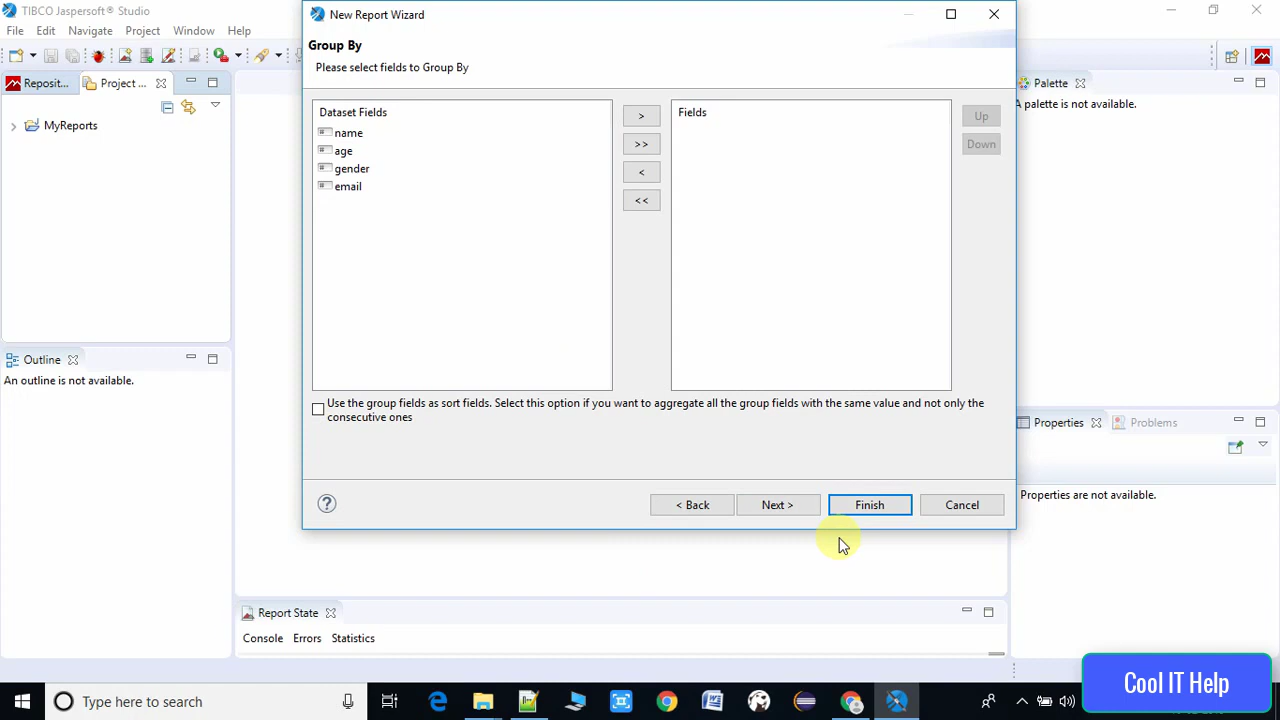 TIBCO Jaspersoft® Studio
File Edit Navigate Project Window Help
Reposit...
Project ...
MyReports
Outline
An outline is not available.
New Report Wizard
Group By
Please select fields to Group By
Dataset Fields
name
age
gender
email
>
>>
<
<<
Fields
Up
Down
Use the group fields as sort fields. Select this option if you want to aggregate all the group fields with the same value and not only the
consecutive ones
< Back
Next >
Finish
Cancel
Palette
A palette is not available.
Properties
Problems
Properties are not available.
Report State
Console Errors Statistics
Type here to search
Cool IT Help